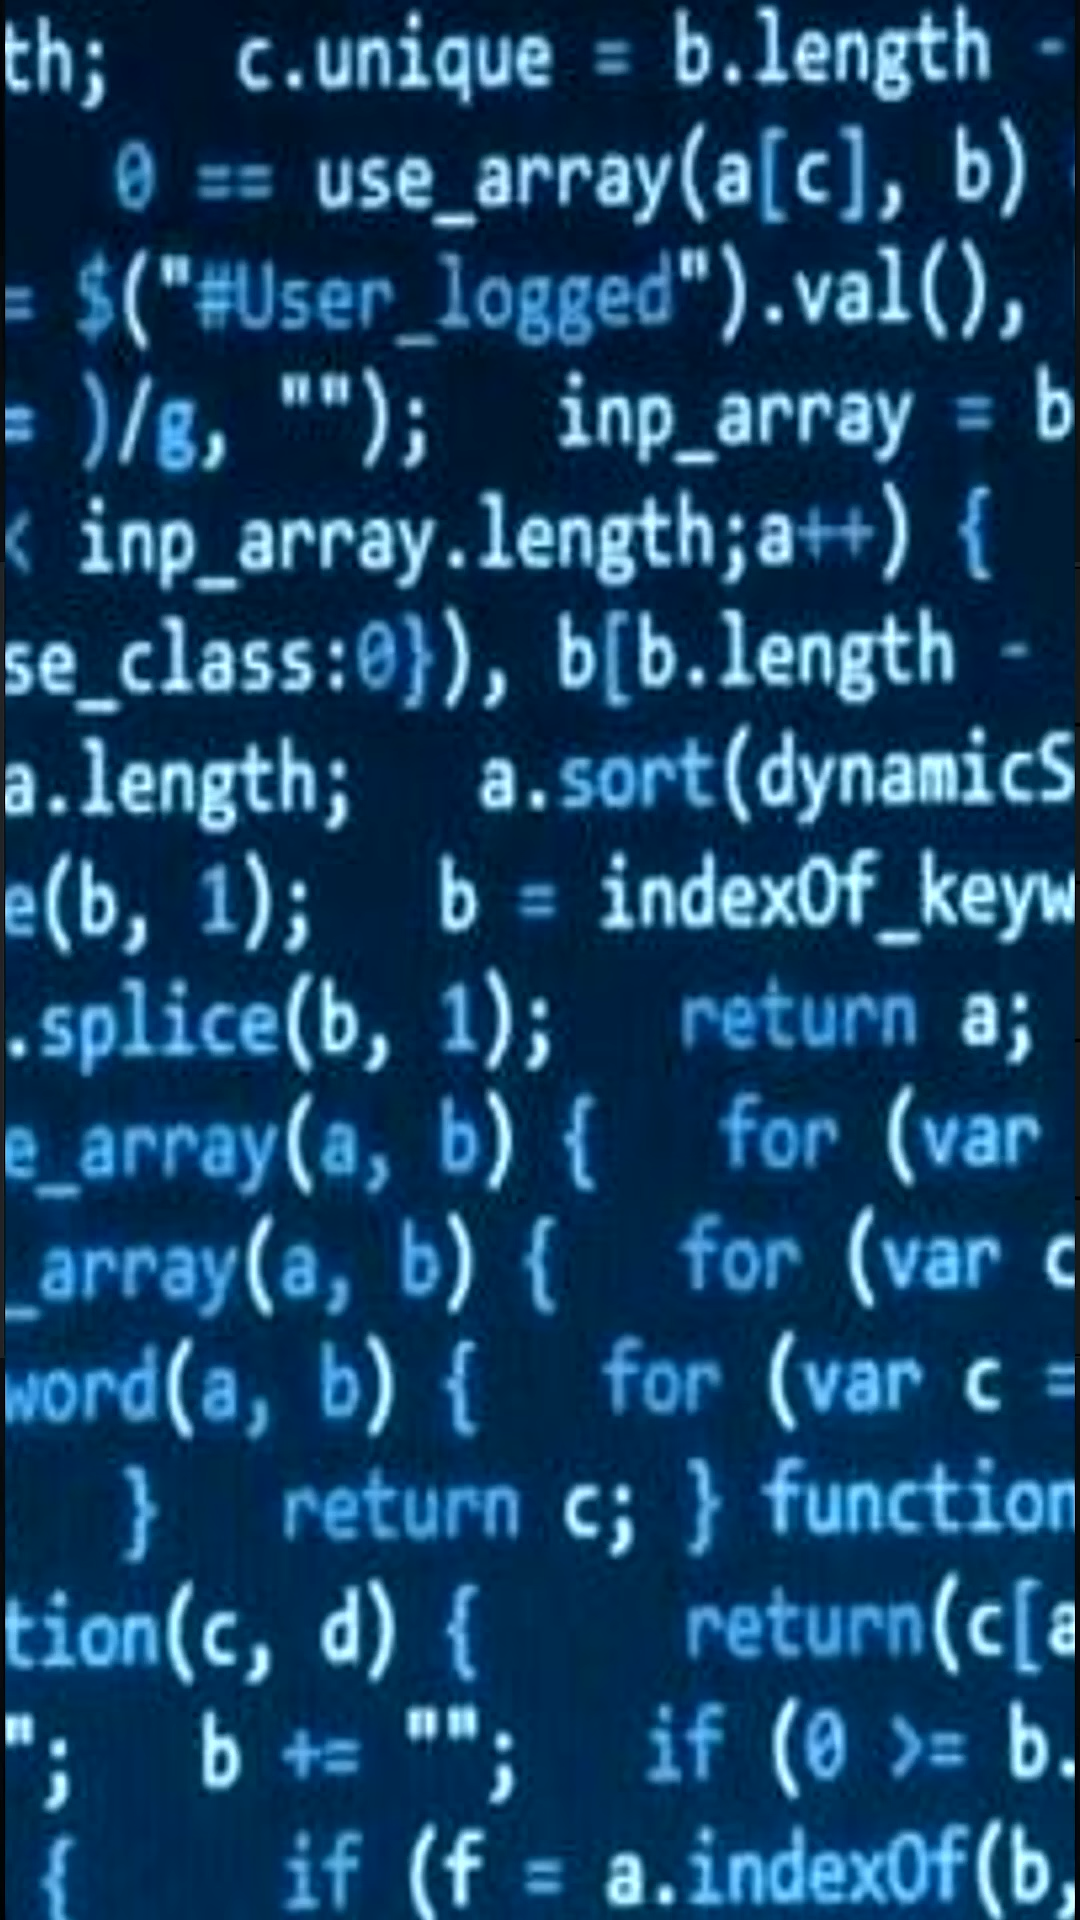 th;   c.unique = b.length -
0 == use_array(a[c], b)
= $("#User_logged").val(),
= )/g, "");   inp_array = b
< inp_array.length;a++) {
se_class:0}), b[b.length -
a.length;   a.sort(dynamicS
e(b, 1);   b = indexOf_keyw
.splice(b, 1);   return a;
e_array(a, b) {   for (var
_array(a, b) {   for (var c
word(a, b) {   for (var c =
}   return c; } function
tion(c, d) {     return(c[a
";   b += "";   if (0 >= b.
{     if (f = a.indexOf(b,